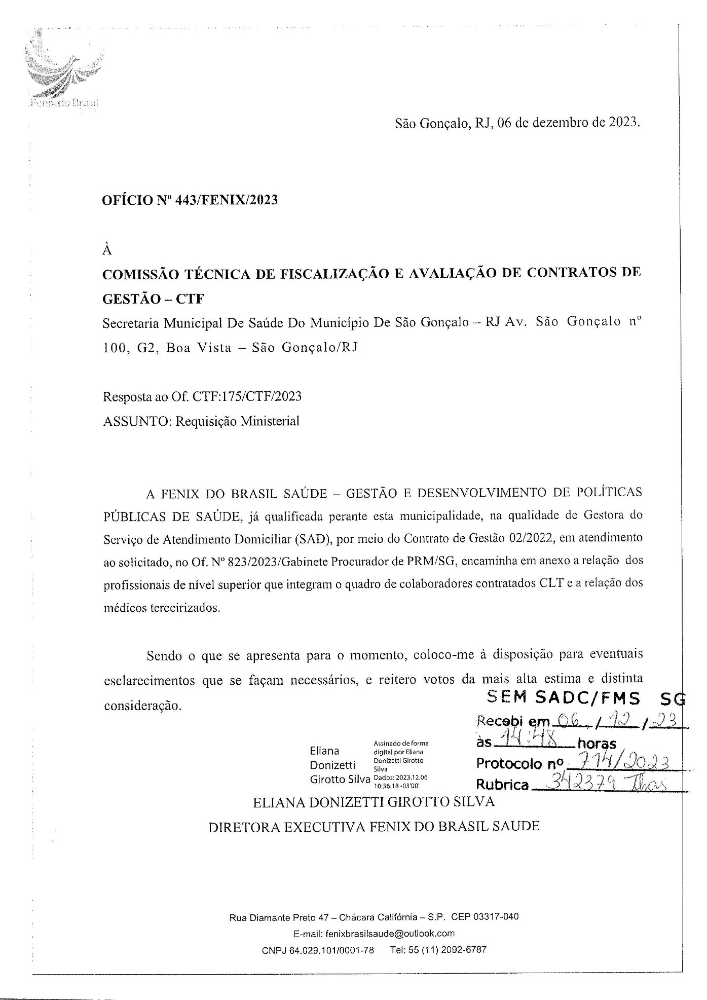 Fenix do Brasil
São Gonçalo, RJ, 06 de dezembro de 2023.
OFÍCIO Nº 443/FENIX/2023
À
COMISSÃO TÉCNICA DE FISCALIZAÇÃO E AVALIAÇÃO DE CONTRATOS DE
GESTÃO – CTF
Secretaria Municipal De Saúde Do Município De São Gonçalo – RJ Av. São Gonçalo nº
100, G2, Boa Vista – São Gonçalo/RJ
Resposta ao Of. CTF:175/CTF/2023
ASSUNTO: Requisição Ministerial
A FENIX DO BRASIL SAÚDE – GESTÃO E DESENVOLVIMENTO DE POLÍTICAS
PÚBLICAS DE SAÚDE, já qualificada perante esta municipalidade, na qualidade de Gestora do
Serviço de Atendimento Domiciliar (SAD), por meio do Contrato de Gestão 02/2022, em atendimento
ao solicitado, no Of. Nº 823/2023/Gabinete Procurador de PRM/SG, encaminha em anexo a relação dos
profissionais de nível superior que integram o quadro de colaboradores contratados CLT e a relação dos
médicos terceirizados.
Sendo o que se apresenta para o momento, coloco-me à disposição para eventuais
esclarecimentos que se façam necessários, e reitero votos da mais alta estima e distinta
consideração.
SEM SADC/FMS SG
Recebi em 06 / 12 / 23
às 14:48 horas
Protocolo nº 714/2023
Rubrica 342379
Eliana
Donizetti
Girotto Silva
Assinado de forma
digital por Eliana
Donizetti Girotto
Silva
Dados: 2023.12.06
10:36:18 -03'00'
ELIANA DONIZETTI GIROTTO SILVA
DIRETORA EXECUTIVA FENIX DO BRASIL SAUDE
Rua Diamante Preto 47 – Chácara Califórnia – S.P. CEP 03317-040
E-mail: fenixbrasilsaude@outlook.com
CNPJ 64.029.101/0001-78 Tel: 55 (11) 2092-6787